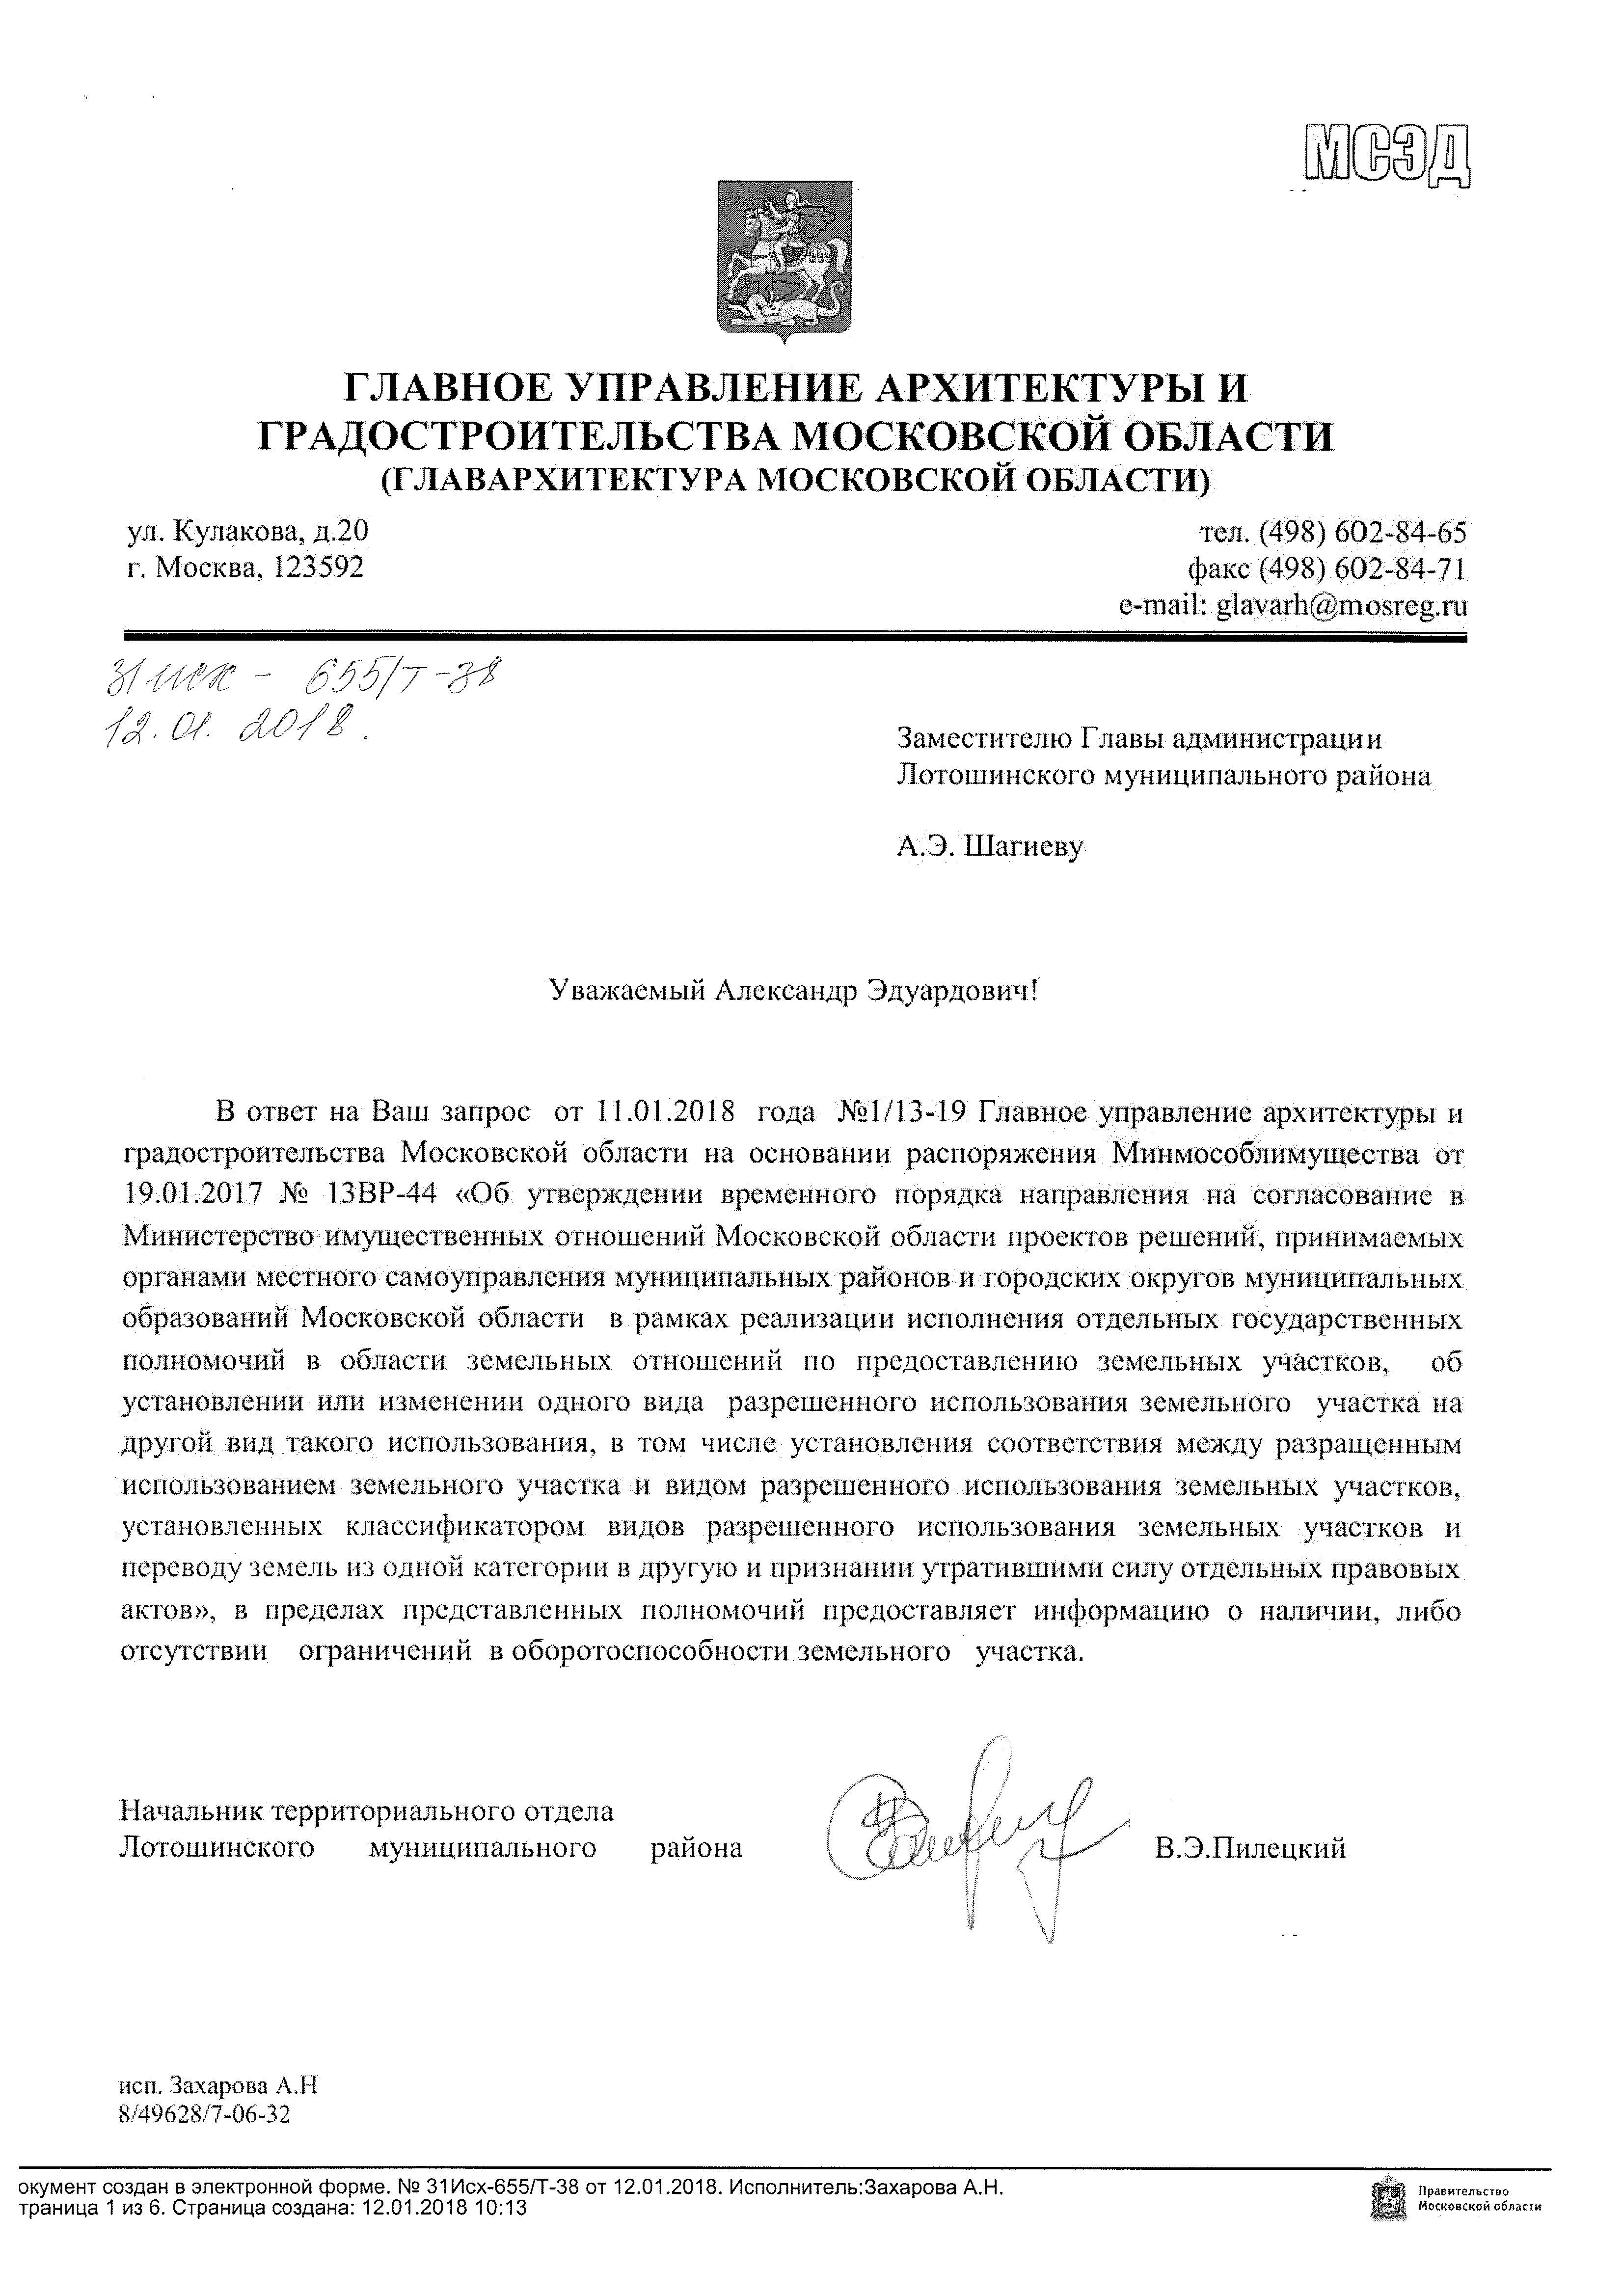 МСЭД
ГЛАВНОЕ УПРАВЛЕНИЕ АРХИТЕКТУРЫ И
ГРАДОСТРОИТЕЛЬСТВА МОСКОВСКОЙ ОБЛАСТИ
(ГЛАВАРХИТЕКТУРА МОСКОВСКОЙ ОБЛАСТИ)
ул. Кулакова, д.20
г. Москва, 123592
тел. (498) 602-84-65
факс (498) 602-84-71
e-mail: glavarh@mosreg.ru
31исх - 655/Т-38
12.01.2018.
Заместителю Главы администрации
Лотошинского муниципального района
А.Э. Шагиеву
Уважаемый Александр Эдуардович!
В ответ на Ваш запрос от 11.01.2018 года №1/13-19 Главное управление архитектуры и
градостроительства Московской области на основании распоряжения Минмособлимущества от
19.01.2017 № 13ВР-44 «Об утверждении временного порядка направления на согласование в
Министерство имущественных отношений Московской области проектов решений, принимаемых
органами местного самоуправления муниципальных районов и городских округов муниципальных
образований Московской области в рамках реализации исполнения отдельных государственных
полномочий в области земельных отношений по предоставлению земельных участков, об
установлении или изменении одного вида разрешенного использования земельного участка на
другой вид такого использования, в том числе установления соответствия между разращенным
использованием земельного участка и видом разрешенного использования земельных участков,
установленных классификатором видов разрешенного использования земельных участков и
переводу земель из одной категории в другую и признании утратившими силу отдельных правовых
актов», в пределах представленных полномочий предоставляет информацию о наличии, либо
отсутствии ограничений в оборотоспособности земельного участка.
Начальник территориального отдела
Лотошинского муниципального района
В.Э.Пилецкий
исп. Захарова А.Н
8/49628/7-06-32
окумент создан в электронной форме. № 31Исх-655/Т-38 от 12.01.2018. Исполнитель:Захарова А.Н.
траница 1 из 6. Страница создана: 12.01.2018 10:13
Правительство
Московской области